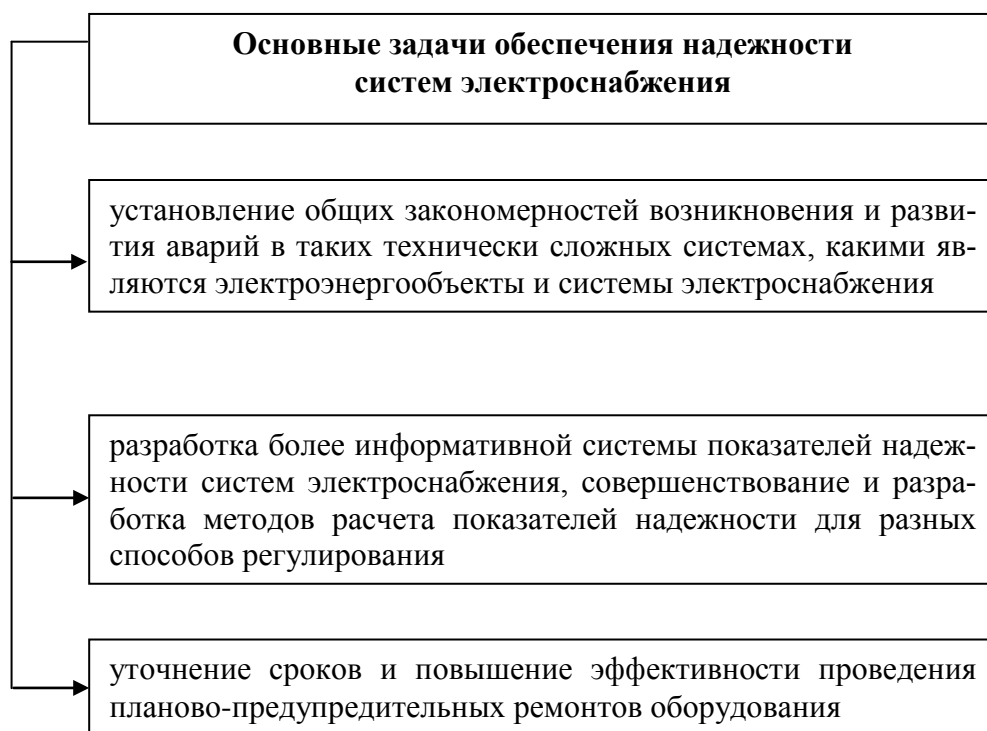 Основные задачи обеспечения надежности
систем электроснабжения
установление общих закономерностей возникновения и разви-
тия аварий в таких технически сложных системах, какими яв-
ляются электроэнергообъекты и системы электроснабжения
разработка более информативной системы показателей надеж-
ности систем электроснабжения, совершенствование и разра-
ботка методов расчета показателей надежности для разных
способов регулирования
уточнение сроков и повышение эффективности проведения
планово-предупредительных ремонтов оборудования